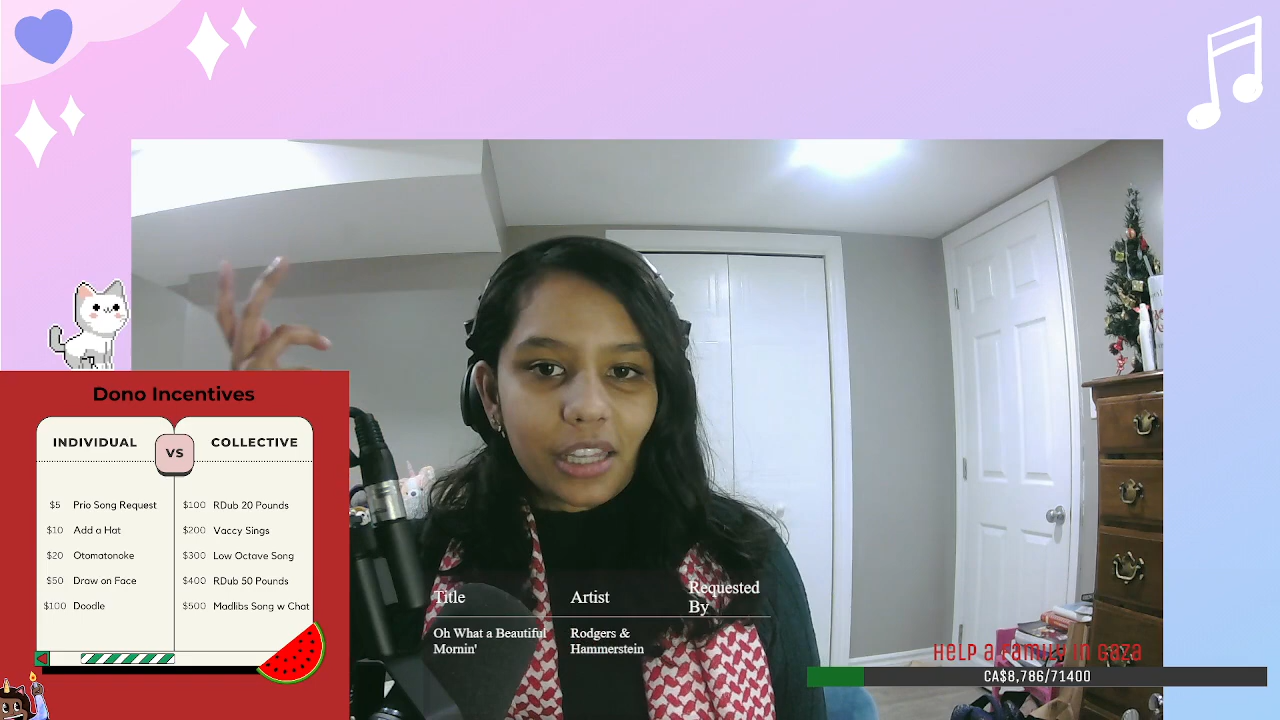 Dono Incentives
INDIVIDUAL
VS
COLLECTIVE
$5 Prio Song Request
$10 Add a Hat
$20 Otomatonoke
$50 Draw on Face
$100 Doodle
$100 RDub 20 Pounds
$200 Vaccy Sings
$300 Low Octave Song
$400 RDub 50 Pounds
$500 Madlibs Song w Chat
Title Artist Requested
By
Oh What a Beautiful Rodgers &
Mornin' Hammerstein
Help a Family in Gaza
CA$8,786/71400